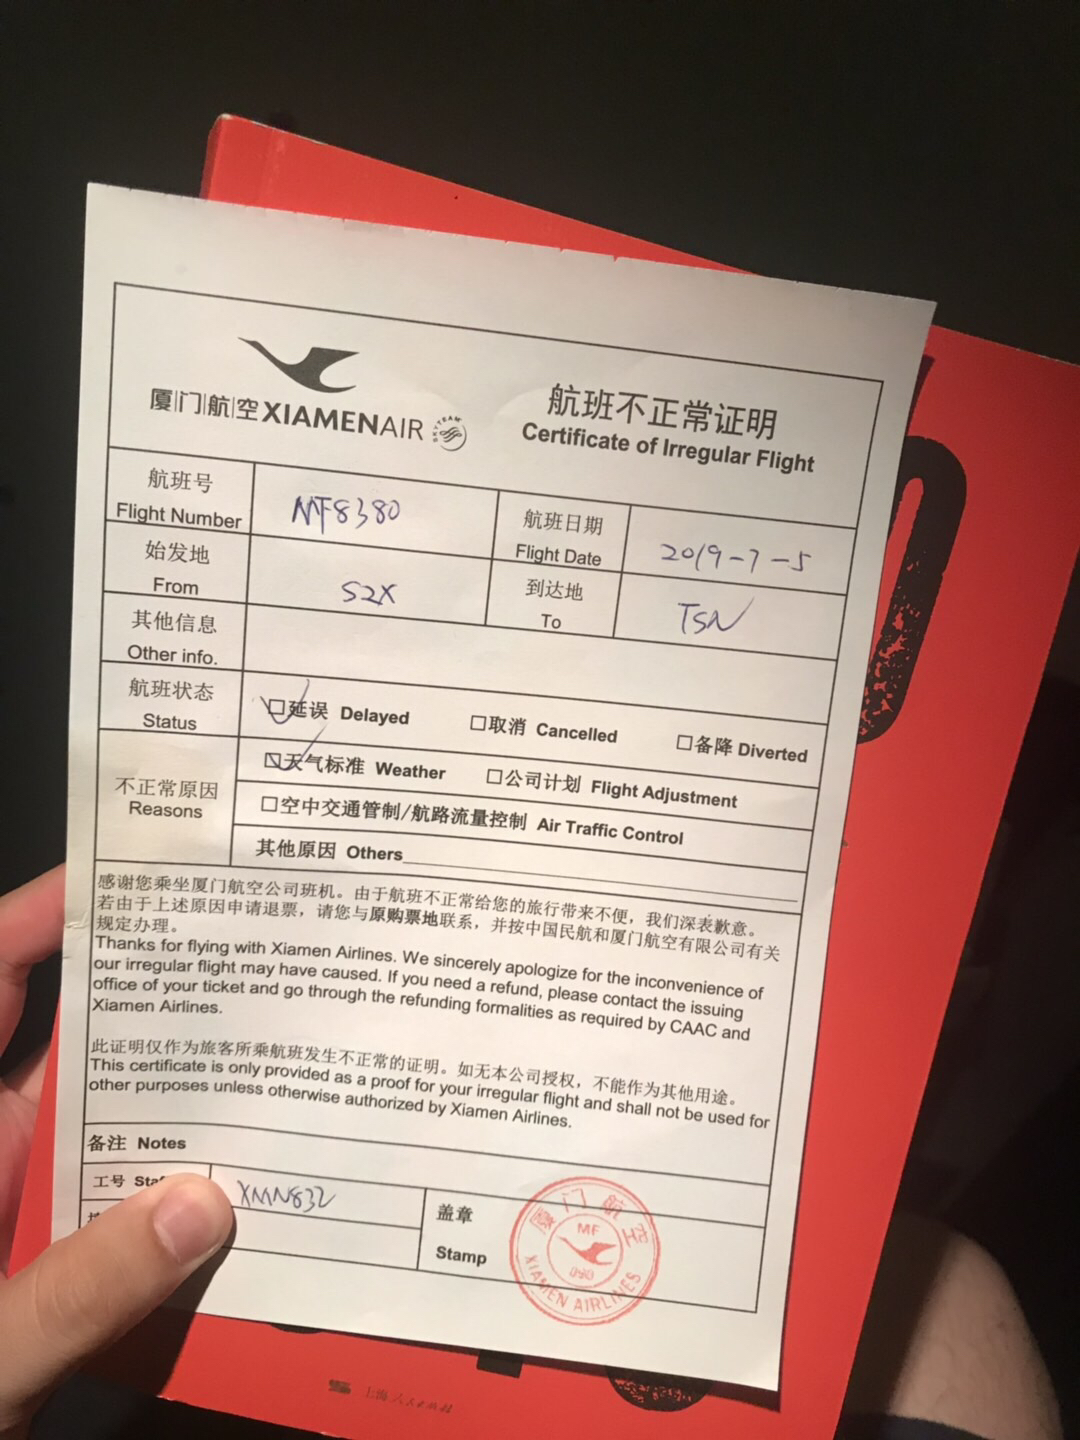 厦门航空 XIAMENAIR SKYTEAM
航班不正常证明
Certificate of Irregular Flight
航班号
Flight Number
MF8380
航班日期
Flight Date
2019-7-5
始发地
From
SZX
到达地
To
TSN
其他信息
Other info.
航班状态
Status
延误 Delayed
取消 Cancelled
备降 Diverted
不正常原因
Reasons
天气标准 Weather
公司计划 Flight Adjustment
空中交通管制/航路流量控制 Air Traffic Control
其他原因 Others
感谢您乘坐厦门航空公司班机。由于航班不正常给您的旅行带来不便，我们深表歉意。
若由于上述原因申请退票，请您与原购票地联系，并按中国民航和厦门航空有限公司有关
规定办理。
Thanks for flying with Xiamen Airlines. We sincerely apologize for the inconvenience of
our irregular flight may have caused. If you need a refund, please contact the issuing
office of your ticket and go through the refunding formalities as required by CAAC and
Xiamen Airlines.
此证明仅作为旅客所乘航班发生不正常的证明。如无本公司授权，不能作为其他用途。
This certificate is only provided as a proof for your irregular flight and shall not be used for
other purposes unless otherwise authorized by Xiamen Airlines.
备注 Notes
工号
XMN832
盖章
Stamp
厦门航空
MF
XIAMEN AIRLINES
上海人民出版社